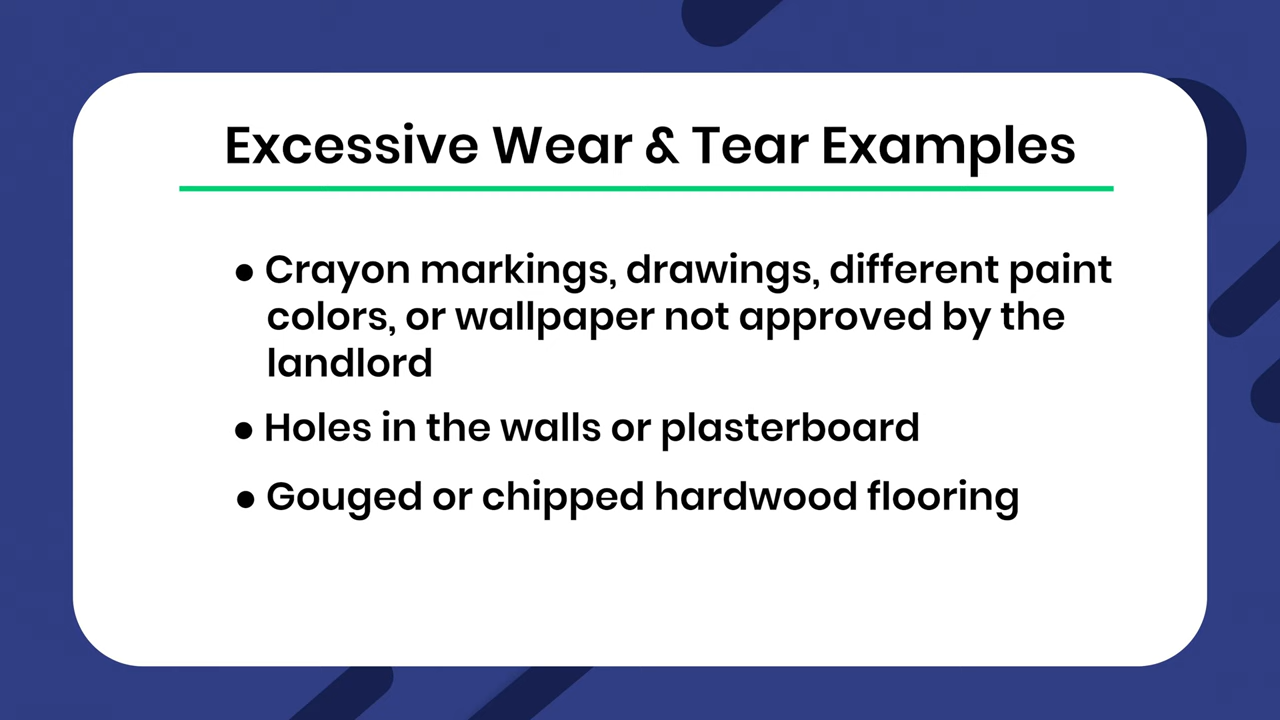 Excessive Wear & Tear Examples
● Crayon markings, drawings, different paint
colors, or wallpaper not approved by the
landlord
● Holes in the walls or plasterboard
● Gouged or chipped hardwood flooring